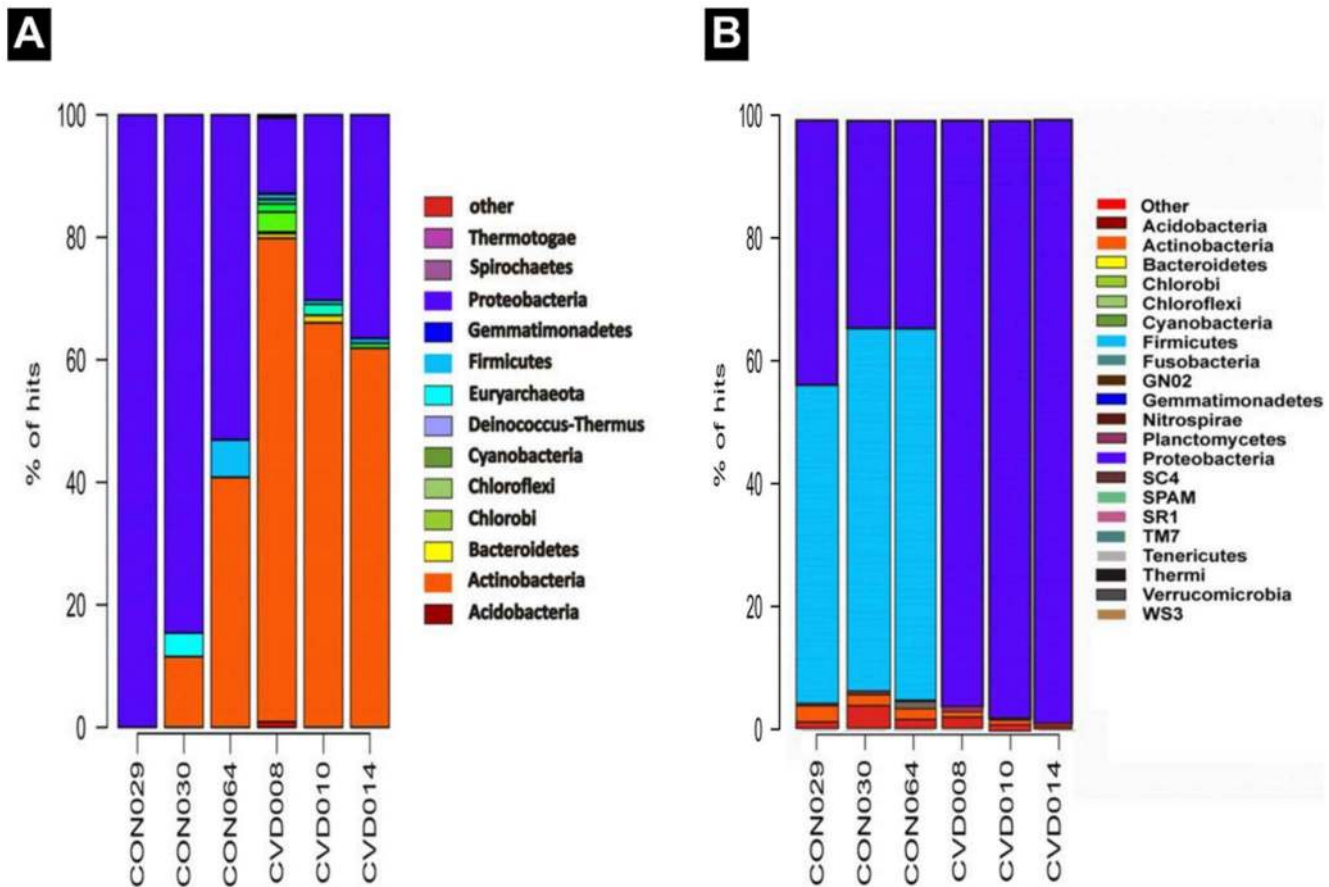 A
% of hits
100
80
60
40
20
0
CON029
CON030
CON064
CVD008
CVD010
CVD014
other
Thermotogae
Spirochaetes
Proteobacteria
Gemmatimonadetes
Firmicutes
Euryarchaeota
Deinococcus-Thermus
Cyanobacteria
Chloroflexi
Chlorobi
Bacteroidetes
Actinobacteria
Acidobacteria
B
% of hits
100
80
60
40
20
0
CON029
CON030
CON064
CVD008
CVD010
CVD014
Other
Acidobacteria
Actinobacteria
Bacteroidetes
Chlorobi
Chloroflexi
Cyanobacteria
Firmicutes
Fusobacteria
GN02
Gemmatimonadetes
Nitrospirae
Planctomycetes
Proteobacteria
SC4
SPAM
SR1
TM7
Tenericutes
Thermi
Verrucomicrobia
WS3